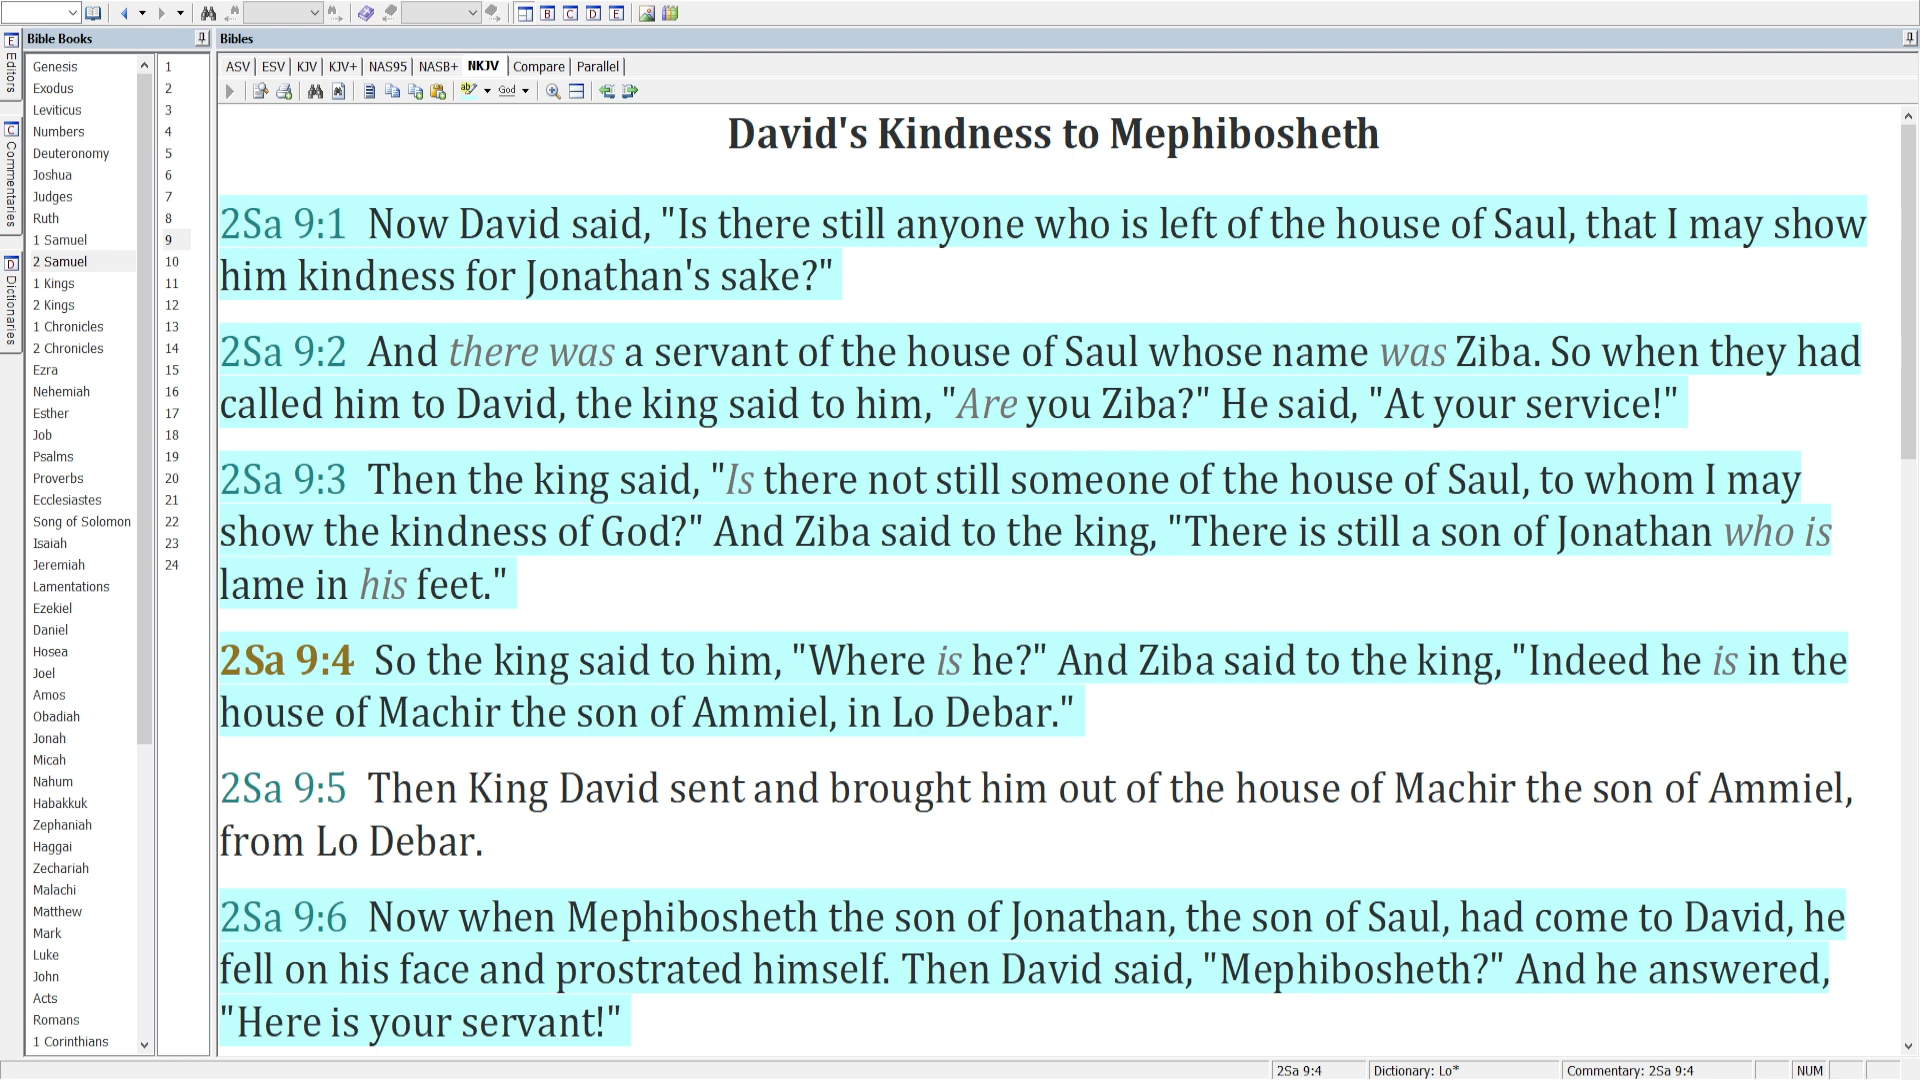 Bible Books
Bibles
Editors
Commentaries
Dictionaries
Genesis
Exodus
Leviticus
Numbers
Deuteronomy
Joshua
Judges
Ruth
1 Samuel
2 Samuel
1 Kings
2 Kings
1 Chronicles
2 Chronicles
Ezra
Nehemiah
Esther
Job
Psalms
Proverbs
Ecclesiastes
Song of Solomon
Isaiah
Jeremiah
Lamentations
Ezekiel
Daniel
Hosea
Joel
Amos
Obadiah
Jonah
Micah
Nahum
Habakkuk
Zephaniah
Haggai
Zechariah
Malachi
Matthew
Mark
Luke
John
Acts
Romans
1 Corinthians
1
2
3
4
5
6
7
8
9
10
11
12
13
14
15
16
17
18
19
20
21
22
23
24
ASV ESV KJV KJV+ NAS95 NASB+ NKJV Compare Parallel
God
David's Kindness to Mephibosheth
2Sa 9:1 Now David said, "Is there still anyone who is left of the house of Saul, that I may show
him kindness for Jonathan's sake?"
2Sa 9:2 And there was a servant of the house of Saul whose name was Ziba. So when they had
called him to David, the king said to him, "Are you Ziba?" He said, "At your service!"
2Sa 9:3 Then the king said, "Is there not still someone of the house of Saul, to whom I may
show the kindness of God?" And Ziba said to the king, "There is still a son of Jonathan who is
lame in his feet."
2Sa 9:4 So the king said to him, "Where is he?" And Ziba said to the king, "Indeed he is in the
house of Machir the son of Ammiel, in Lo Debar."
2Sa 9:5 Then King David sent and brought him out of the house of Machir the son of Ammiel,
from Lo Debar.
2Sa 9:6 Now when Mephibosheth the son of Jonathan, the son of Saul, had come to David, he
fell on his face and prostrated himself. Then David said, "Mephibosheth?" And he answered,
"Here is your servant!"
2Sa 9:4 Dictionary: Lo* Commentary: 2Sa 9:4 NUM